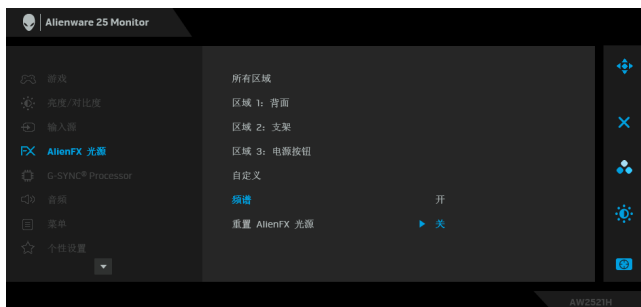 Alienware 25 Monitor
游戏
亮度/对比度
输入源
AlienFX 光源
G-SYNC® Processor
音频
菜单
个性设置
所有区域
区域 1: 背面
区域 2: 支架
区域 3: 电源按钮
自定义
频谱 开
重置 AlienFX 光源 关
AW2521H